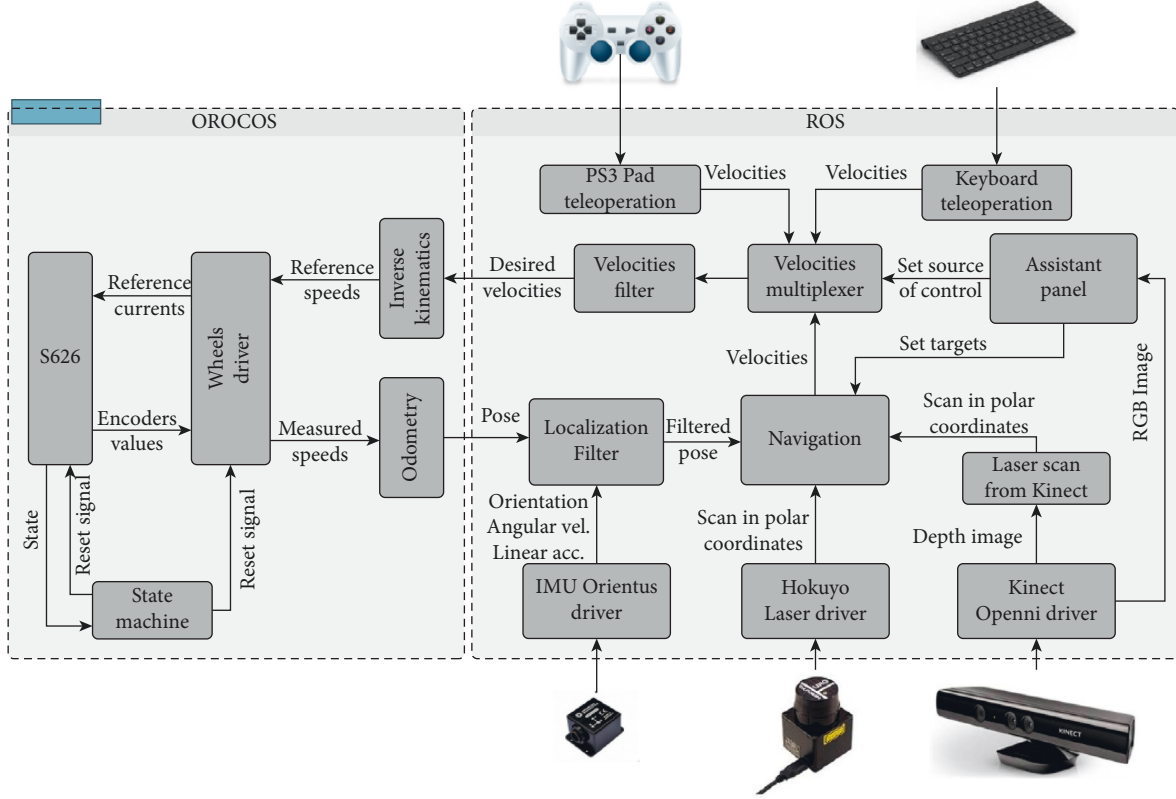 OROCOS
ROS
PS3 Pad
teleoperation
Velocities
Velocities
Keyboard
teleoperation
S626
Reference
currents
Wheels
driver
Reference
speeds
Inverse
kinematics
Desired
velocities
Velocities
filter
Velocities
multiplexer
Set source
of control
Assistant
panel
Velocities
Set targets
RGB Image
Encoders
values
Measured
speeds
Odometry
Pose
Localization
Filter
Filtered
pose
Navigation
Scan in polar
coordinates
Laser scan
from Kinect
State
Reset signal
Reset signal
Orientation
Angular vel.
Linear acc.
Scan in polar
coordinates
Depth image
State
machine
IMU Orientus
driver
Hokuyo
Laser driver
Kinect
Openni driver
KINECT